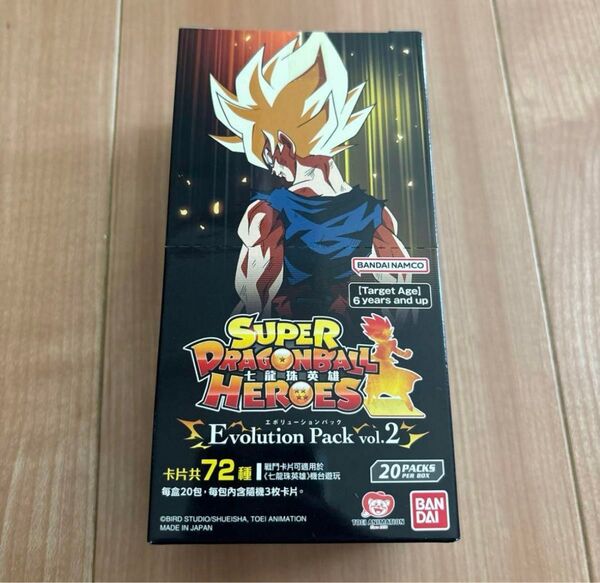 BANDAI NAMCO
[Target Age]
6 years and up
SUPER
DRAGONBALL
七龍珠英雄
HEROES
エボリューションパック
Evolution Pack vol.2
卡片共72種
戰鬥卡片可適用於
《七龍珠英雄》機台遊玩
每盒20包，每包內含隨機3枚卡片。
20 PACKS
PER BOX
©BIRD STUDIO/SHUEISHA, TOEI ANIMATION
MADE IN JAPAN
TOEI ANIMATION
BAN
DAI